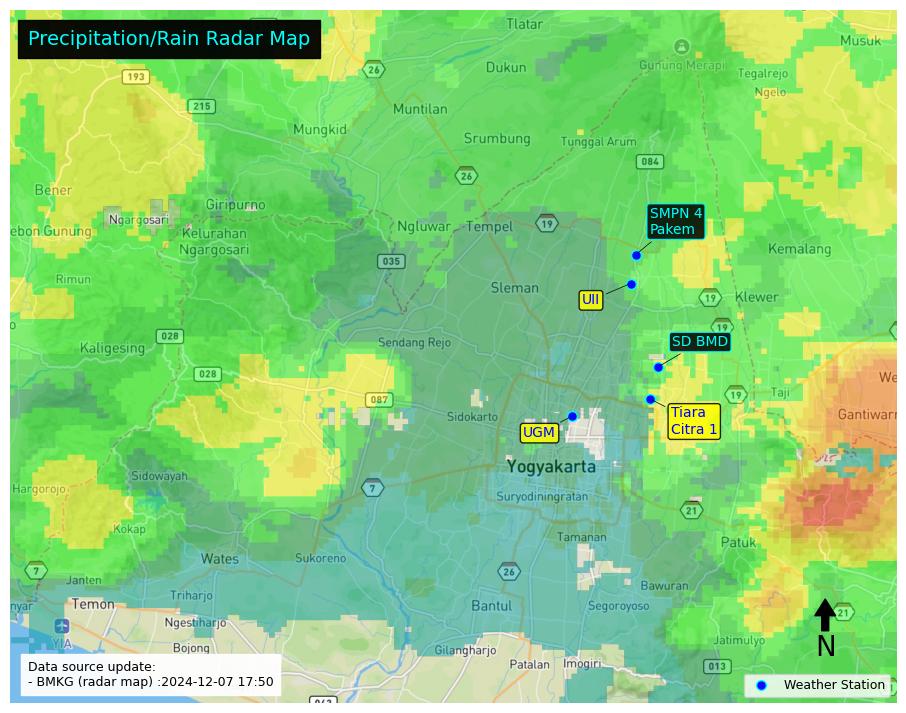 Precipitation/Rain Radar Map
Tlatar
Musuk
26
Gunung Merapi
193
Dukun
Tegalrejo
Ngelo
215
Muntilan
Mungkid
Srumbung
Tunggal Arum
084
26
Bener
Giripurno
SMPN 4
Pakem
Ngargosari
ebon Gunung
Kelurahan
Ngargosari
Ngluwar
Tempel
19
Kemalang
035
Rimun
Sleman
UII
19
Klewer
19
028
Sendang Rejo
SD BMD
Kaligesing
028
We
087
19
Taji
Sidokarto
Tiara
Citra 1
Gantiwarn
UGM
Yogyakarta
Sidowayah
Hargorojo
7
Suryodiningratan
21
Kokap
Tamanan
Patuk
Wates
Sukoreno
7
26
Janten
Bawuran
Triharjo
nyar
Temon
Bantul
Segoroyoso
21
Ngestiharjo
YIA
Jatimulyo
N
Bojong
Gilangharjo
Patalan
Imogiri
013
Data source update:
- BMKG (radar map) :2024-12-07 17:50
Weather Station